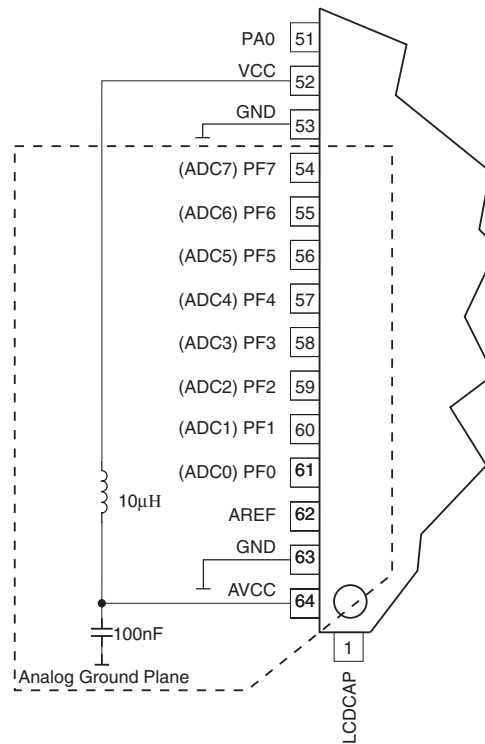 PA0 51
VCC 52
GND 53
(ADC7) PF7 54
(ADC6) PF6 55
(ADC5) PF5 56
(ADC4) PF4 57
(ADC3) PF3 58
(ADC2) PF2 59
(ADC1) PF1 60
(ADC0) PF0 61
10μH
AREF 62
GND 63
AVCC 64
100nF
1
Analog Ground Plane
LCDCAP